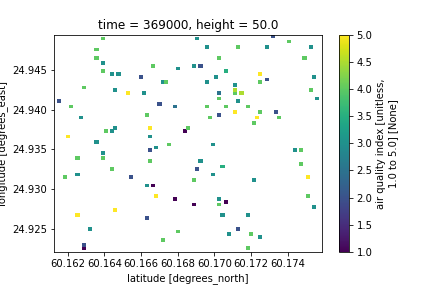 time = 369000, height = 50.0
24.945
24.940
24.935
24.930
24.925
longitude [degrees_east]
60.162 60.164 60.166 60.168 60.170 60.172 60.174
latitude [degrees_north]
5.0
4.5
4.0
3.5
3.0
2.5
2.0
1.5
1.0
air quality index [unitless,
1.0 to 5.0] [None]